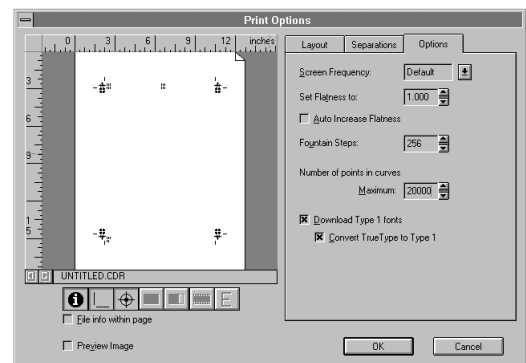 Print Options
0 3 6 9 12 inches
3
6
9
1
5
UNTITLED.CDR
E
File info within page
Preview Image
Layout Separations Options
Screen Frequency: Default
Set Flatness to: 1.000
Auto Increase Flatness
Fountain Steps: 256
Number of points in curves
Maximum: 20000
Download Type 1 fonts
Convert TrueType to Type 1
OK Cancel